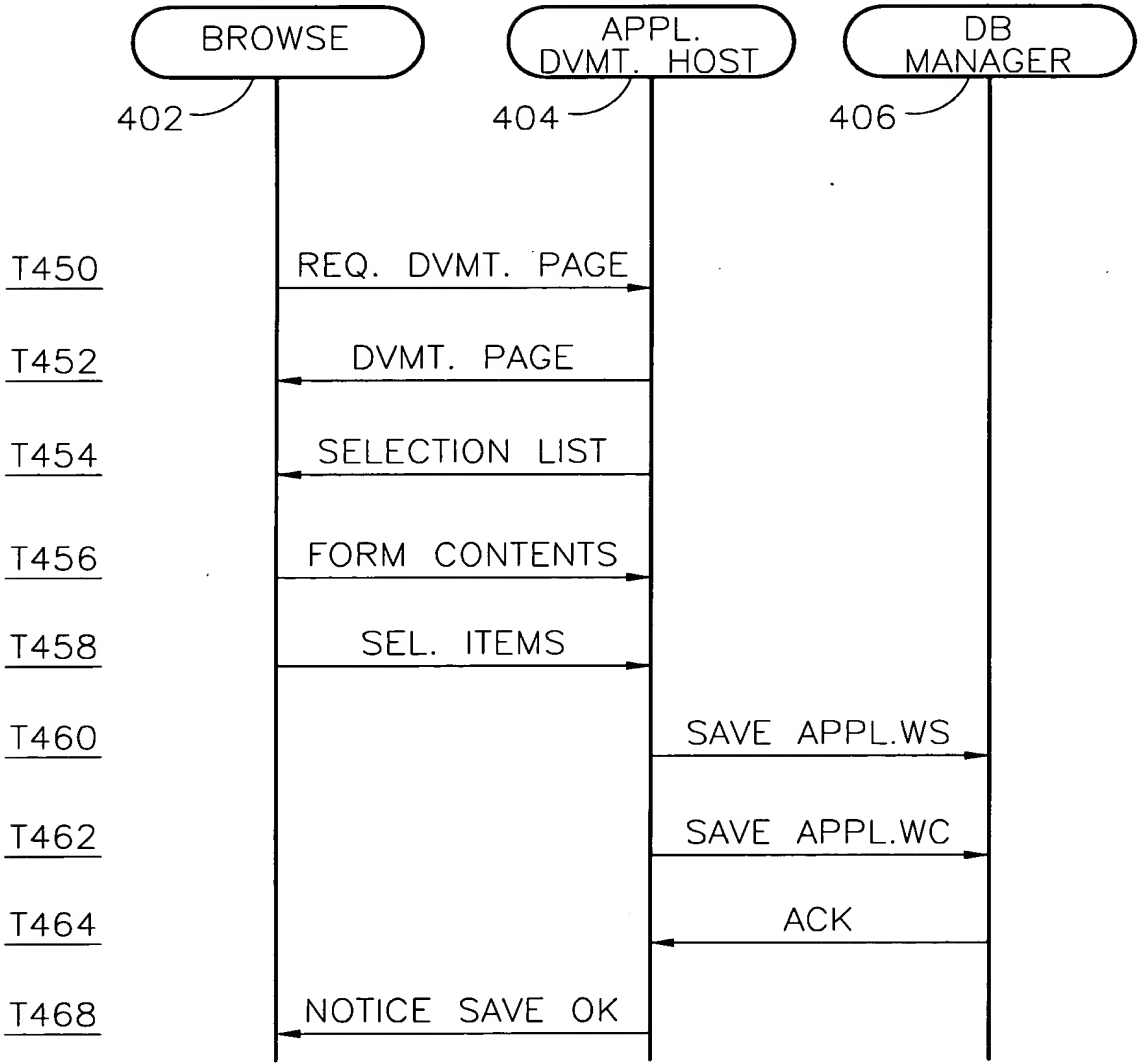 BROWSE
APPL.
DVMT. HOST
DB
MANAGER
402
404
406
T450
REQ. DVMT. PAGE
T452
DVMT. PAGE
T454
SELECTION LIST
T456
FORM CONTENTS
T458
SEL. ITEMS
T460
SAVE APPL.WS
T462
SAVE APPL.WC
T464
ACK
T468
NOTICE SAVE OK